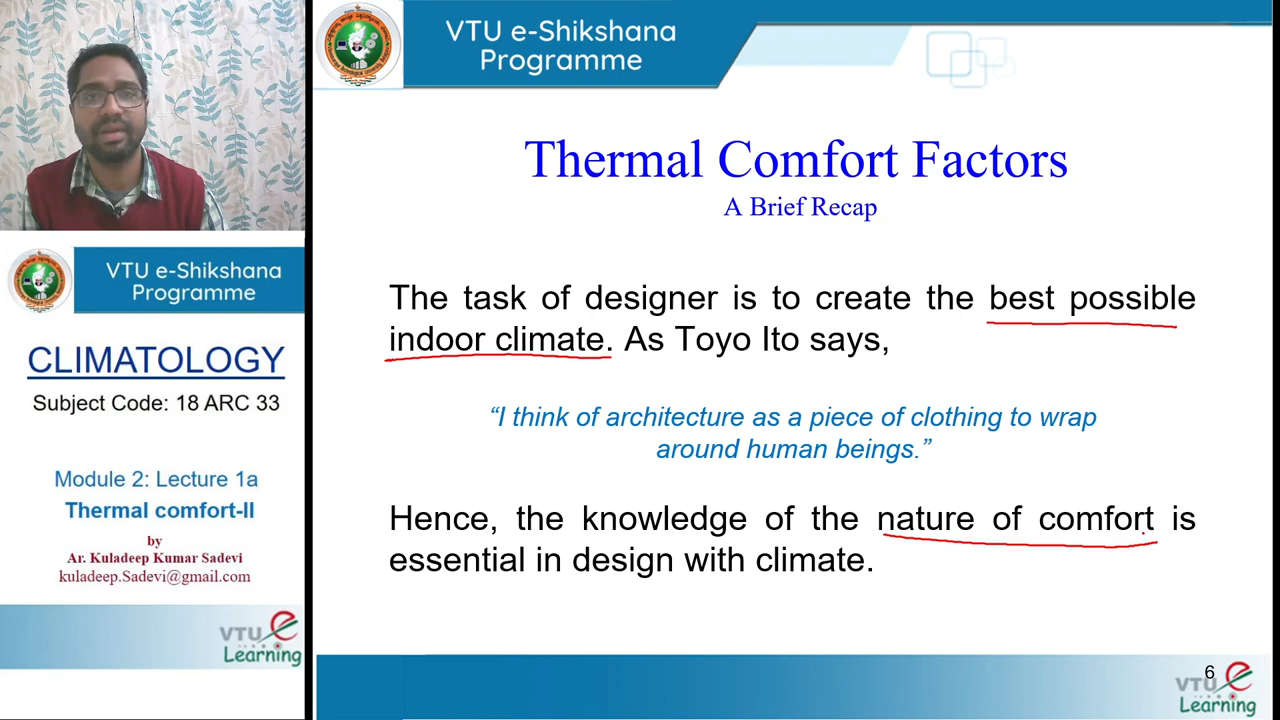 VTU e-Shikshana
Programme
CLIMATOLOGY
Subject Code: 18 ARC 33
Module 2: Lecture 1a
Thermal comfort-II
by
Ar. Kuladeep Kumar Sadevi
kuladeep.Sadevi@gmail.com
VTU e
Learning
VTU e-Shikshana
Programme
Thermal Comfort Factors
A Brief Recap
The task of designer is to create the best possible
indoor climate. As Toyo Ito says,
“I think of architecture as a piece of clothing to wrap
around human beings.”
Hence, the knowledge of the nature of comfort is
essential in design with climate.
6
VTU e
Learning